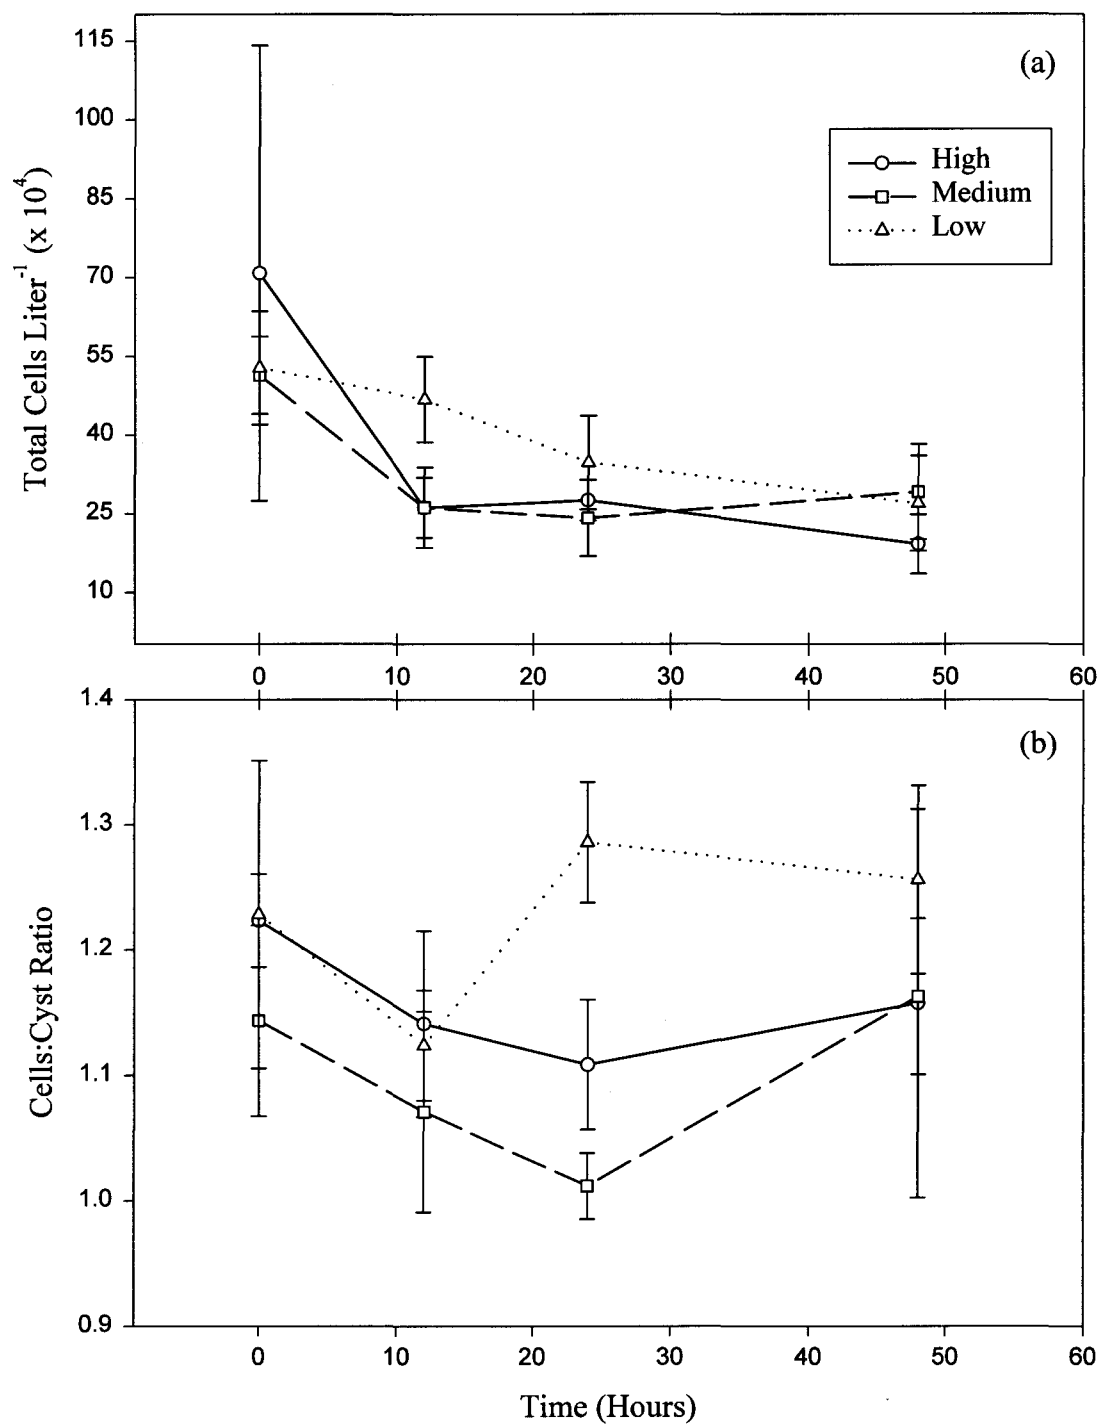 115
100
85
70
55
40
25
10
Total Cells Liter⁻¹ (x 10⁴)
(a)
High
Medium
Low
0 10 20 30 40 50 60
1.4
1.3
1.2
1.1
1.0
0.9
Cells:Cyst Ratio
(b)
0 10 20 30 40 50 60
Time (Hours)